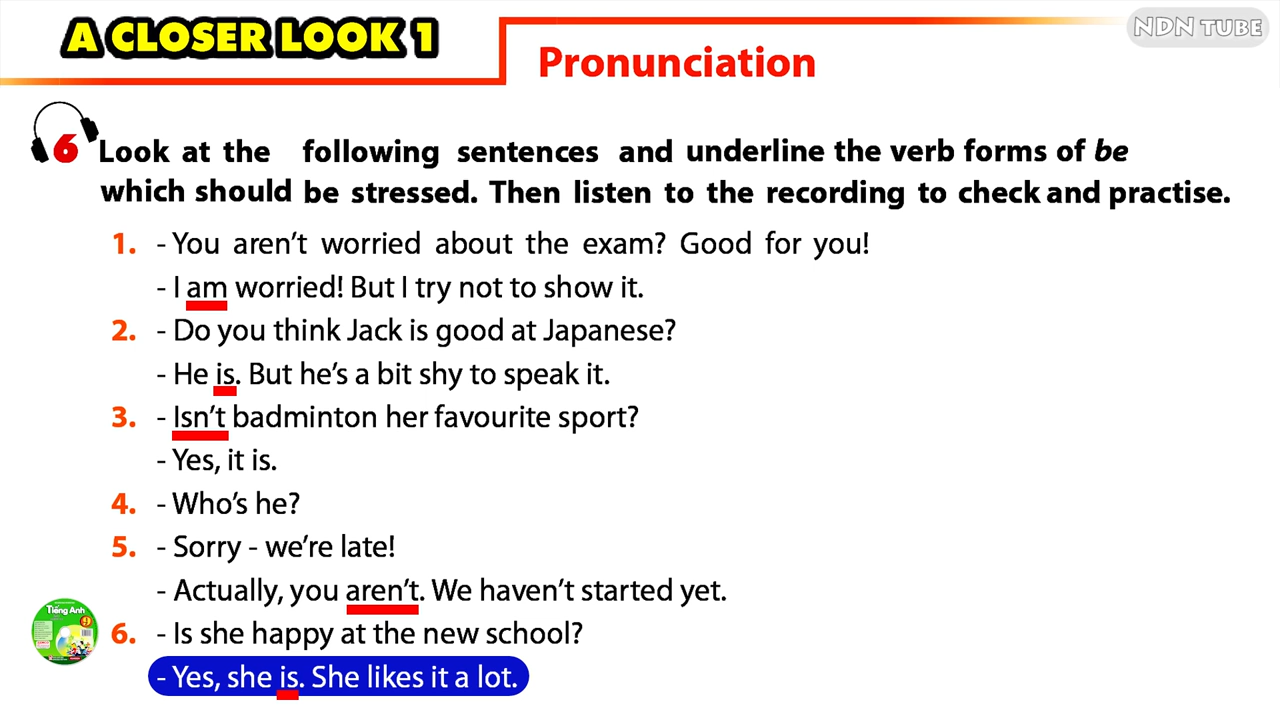 A CLOSER LOOK 1
Pronunciation
NDN TUBE
6 Look at the following sentences and underline the verb forms of be
which should be stressed. Then listen to the recording to check and practise.
1. - You aren’t worried about the exam? Good for you!
- I am worried! But I try not to show it.
2. - Do you think Jack is good at Japanese?
- He is. But he’s a bit shy to speak it.
3. - Isn’t badminton her favourite sport?
- Yes, it is.
4. - Who’s he?
5. - Sorry - we’re late!
- Actually, you aren’t. We haven’t started yet.
Tiếng Anh
9
6. - Is she happy at the new school?
- Yes, she is. She likes it a lot.